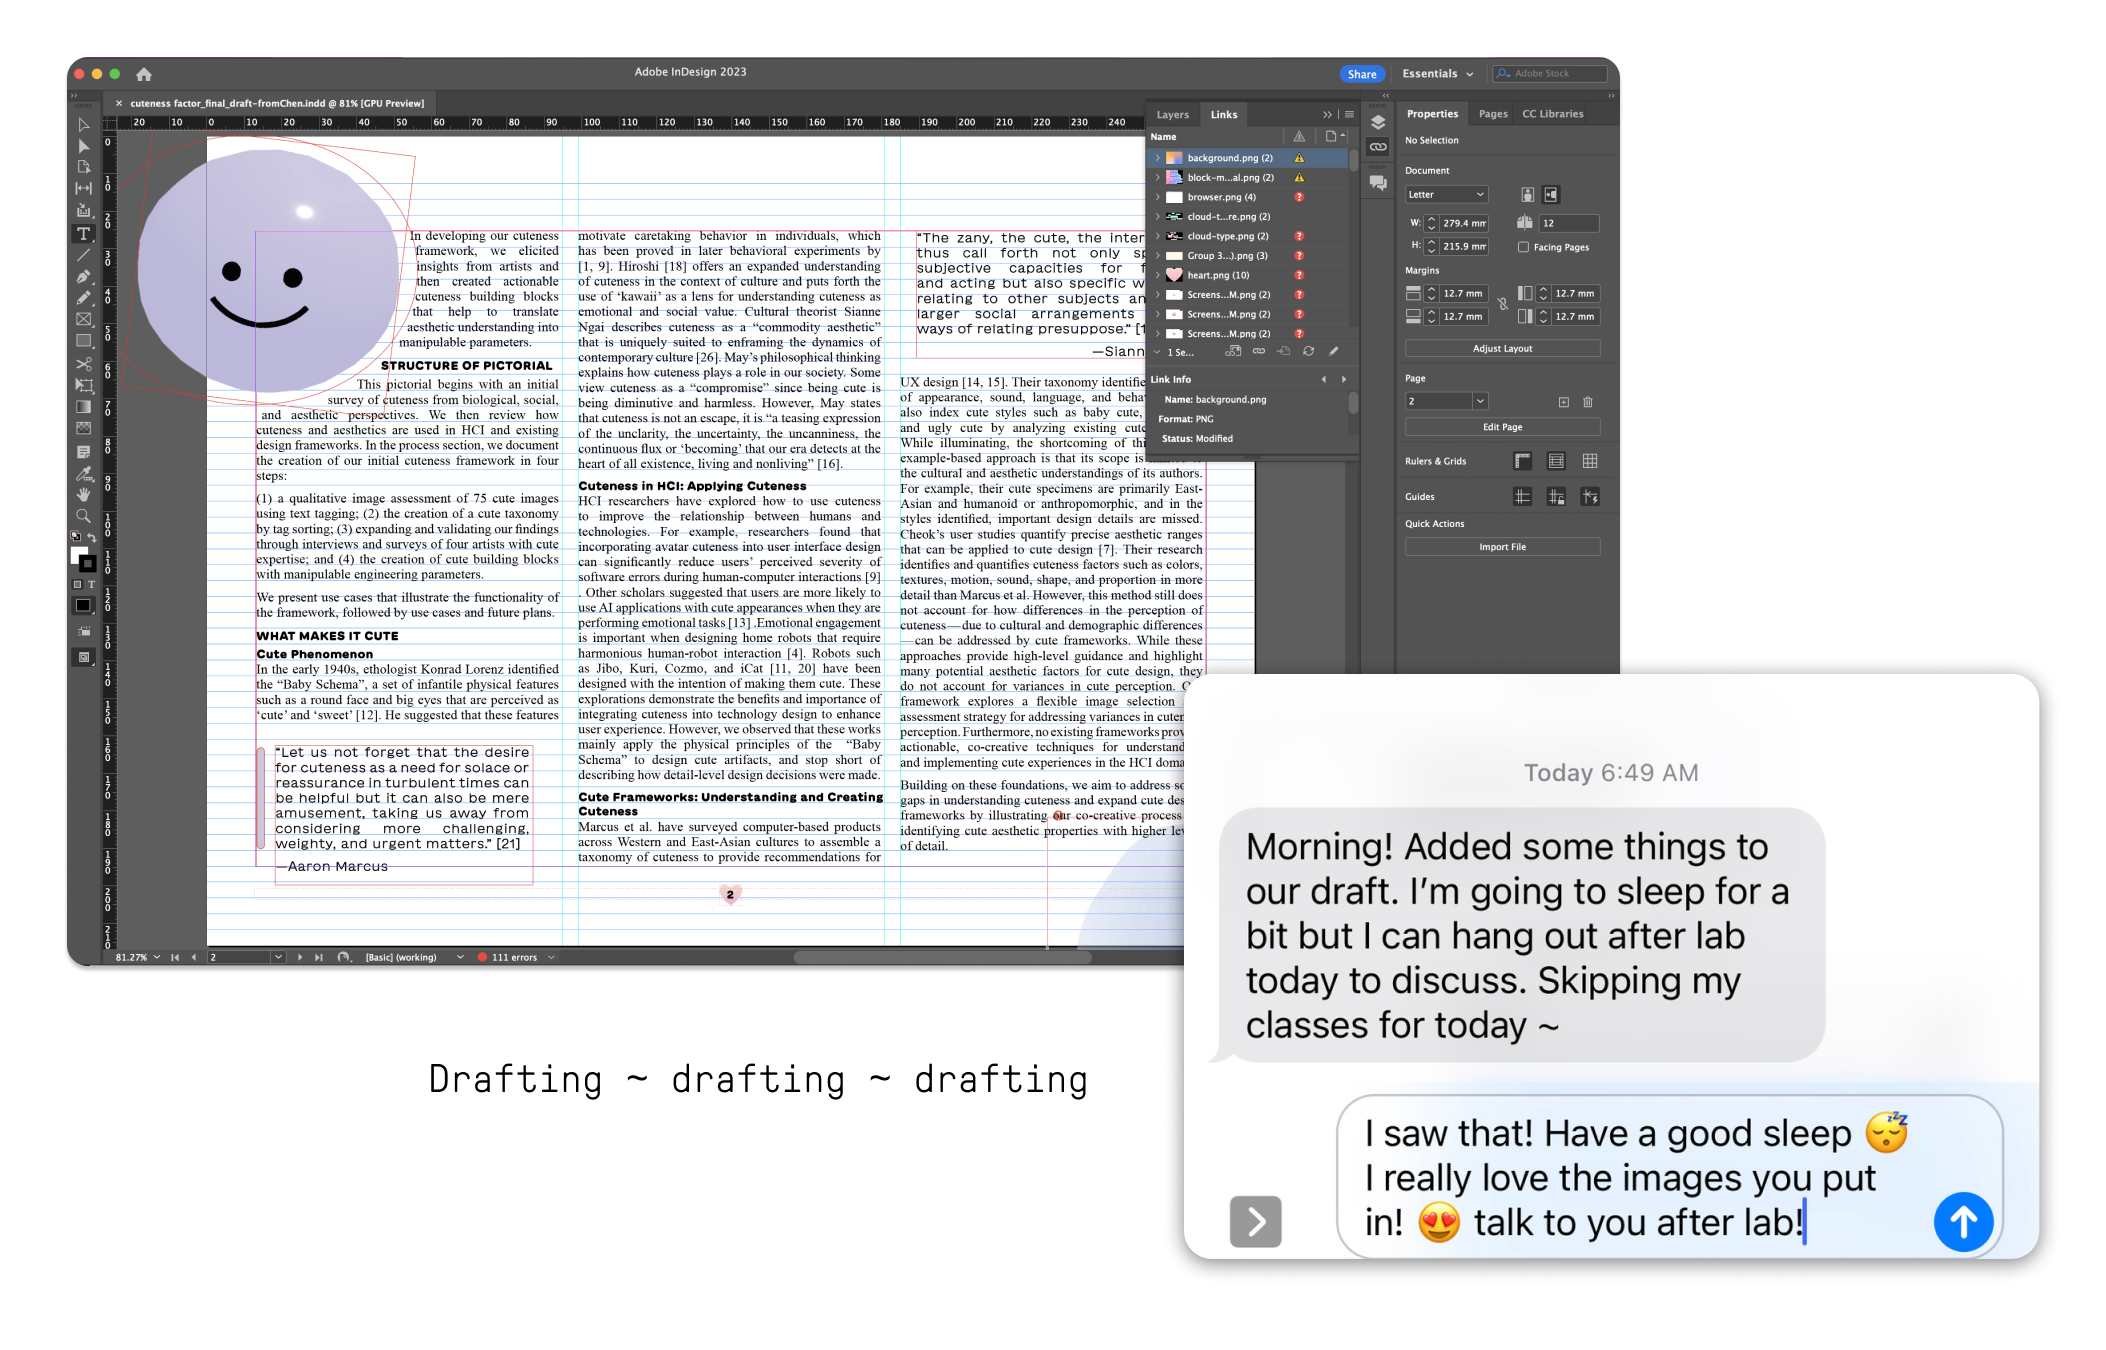 Adobe InDesign 2023
Share
Essentials
Adobe Stock
× cuteness factor_final_draft-fromChen.indd @ 81% [GPU Preview]
20 10 0 10 20 30 40 50 60 70 80 90 100 110 120 130 140 150 160 170 180 190 200 210 220 230 240
In developing our cuteness
framework, we elicited
insights from artists and
then created actionable
cuteness building blocks
that help to translate
aesthetic understanding into
manipulable parameters.
STRUCTURE OF PICTORIAL
This pictorial begins with an initial
survey of cuteness from biological, social,
and aesthetic perspectives. We then review how
cuteness and aesthetics are used in HCI and existing
design frameworks. In the process section, we document
the creation of our initial cuteness framework in four
steps:
(1) a qualitative image assessment of 75 cute images
using text tagging; (2) the creation of a cute taxonomy
by tag sorting; (3) expanding and validating our findings
through interviews and surveys of four artists with cute
expertise; and (4) the creation of cute building blocks
with manipulable engineering parameters.
We present use cases that illustrate the functionality of
the framework, followed by use cases and future plans.
WHAT MAKES IT CUTE
Cute Phenomenon
In the early 1940s, ethologist Konrad Lorenz identified
the “Baby Schema”, a set of infantile physical features
such as a round face and big eyes that are perceived as
‘cute’ and ‘sweet’ [12]. He suggested that these features
“Let us not forget that the desire
for cuteness as a need for solace or
reassurance in turbulent times can
be helpful but it can also be mere
amusement, taking us away from
considering more challenging,
weighty, and urgent matters.” [21]
—Aaron Marcus
motivate caretaking behavior in individuals, which
has been proved in later behavioral experiments by
[1, 9]. Hiroshi [18] offers an expanded understanding
of cuteness in the context of culture and puts forth the
use of ‘kawaii’ as a lens for understanding cuteness as
emotional and social value. Cultural theorist Sianne
Ngai describes cuteness as a “commodity aesthetic”
that is uniquely suited to enframing the dynamics of
contemporary culture [26]. May’s philosophical thinking
explains how cuteness plays a role in our society. Some
view cuteness as a “compromise” since being cute is
being diminutive and harmless. However, May states
that cuteness is not an escape, it is “a teasing expression
of the unclarity, the uncertainty, the uncanniness, the
continuous flux or ‘becoming’ that our era detects at the
heart of all existence, living and nonliving” [16].
Cuteness in HCI: Applying Cuteness
HCI researchers have explored how to use cuteness
to improve the relationship between humans and
technologies. For example, researchers found that
incorporating avatar cuteness into user interface design
can significantly reduce users’ perceived severity of
software errors during human-computer interactions [9]
. Other scholars suggested that users are more likely to
use AI applications with cute appearances when they are
performing emotional tasks [13] .Emotional engagement
is important when designing home robots that require
harmonious human-robot interaction [4]. Robots such
as Jibo, Kuri, Cozmo, and iCat [11, 20] have been
designed with the intention of making them cute. These
explorations demonstrate the benefits and importance of
integrating cuteness into technology design to enhance
user experience. However, we observed that these works
mainly apply the physical principles of the “Baby
Schema” to design cute artifacts, and stop short of
describing how detail-level design decisions were made.
Cute Frameworks: Understanding and Creating
Cuteness
Marcus et al. have surveyed computer-based products
across Western and East-Asian cultures to assemble a
taxonomy of cuteness to provide recommendations for
2
“The zany, the cute, the inter
thus call forth not only sp
subjective capacities for f
and acting but also specific w
relating to other subjects an
larger social arrangements
ways of relating presuppose.” [1
—Siann
UX design [14, 15]. Their taxonomy identifie
of appearance, sound, language, and behav
also index cute styles such as baby cute,
and ugly cute by analyzing existing cute
While illuminating, the shortcoming of thi
example-based approach is that its scope is
the cultural and aesthetic understandings of its authors.
For example, their cute specimens are primarily East-
Asian and humanoid or anthropomorphic, and in the
styles identified, important design details are missed.
Cheok’s user studies quantify precise aesthetic ranges
that can be applied to cute design [7]. Their research
identifies and quantifies cuteness factors such as colors,
textures, motion, sound, shape, and proportion in more
detail than Marcus et al. However, this method still does
not account for how differences in the perception of
cuteness—due to cultural and demographic differences
—can be addressed by cute frameworks. While these
approaches provide high-level guidance and highlight
many potential aesthetic factors for cute design, they
do not account for variances in cute perception.
framework explores a flexible image selection
assessment strategy for addressing variances in cuten
perception. Furthermore, no existing frameworks prov
actionable, co-creative techniques for understand
and implementing cute experiences in the HCI doma
Building on these foundations, we aim to address so
gaps in understanding cuteness and expand cute des
frameworks by illustrating our co-creative process
identifying cute aesthetic properties with higher lev
of detail.
Layers Links
Name
background.png (2)
block-m...al.png (2)
browser.png (4)
cloud-t...re.png (2)
cloud-type.png (2)
Group 3...).png (3)
heart.png (10)
Screens...M.png (2)
Screens...M.png (2)
Screens...M.png (2)
1 Se...
Link Info
Name: background.png
Format: PNG
Status: Modified
Properties Pages CC Libraries
No Selection
Document
Letter
W: 279.4 mm 12
H: 215.9 mm Facing Pages
Margins
12.7 mm 12.7 mm
12.7 mm 12.7 mm
Adjust Layout
Page
2
Edit Page
Rulers & Grids
Guides
Quick Actions
Import File
81.27% 2 [Basic] (working) 111 errors
Drafting ~ drafting ~ drafting
Today 6:49 AM
Morning! Added some things to
our draft. I’m going to sleep for a
bit but I can hang out after lab
today to discuss. Skipping my
classes for today ~
I saw that! Have a good sleep 😴
I really love the images you put
in! 😍 talk to you after lab!